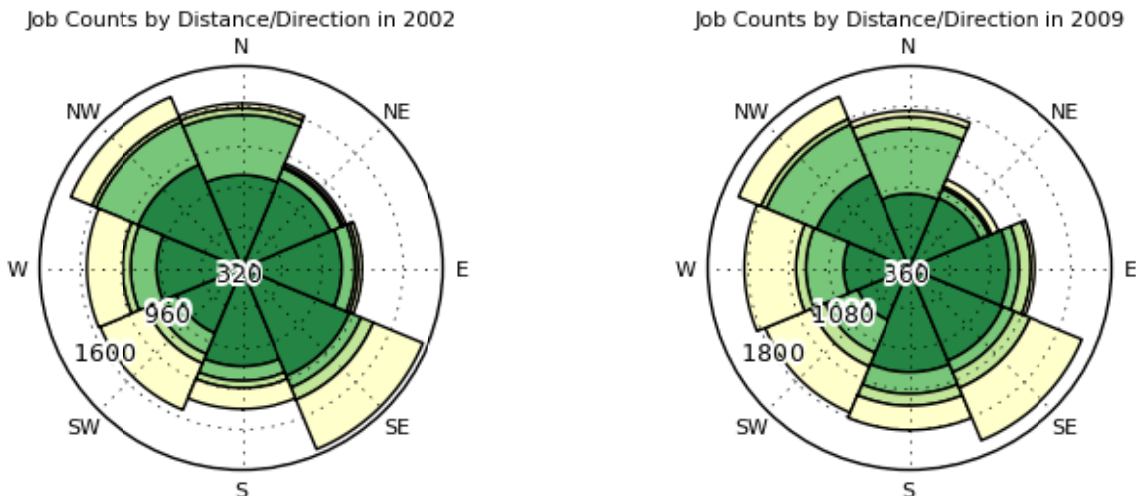 Job Counts by Distance/Direction in 2002
N
NW
NE
W
320
E
960
1600
SW
SE
S
Job Counts by Distance/Direction in 2009
N
NW
NE
W
360
E
1080
1800
SW
SE
S